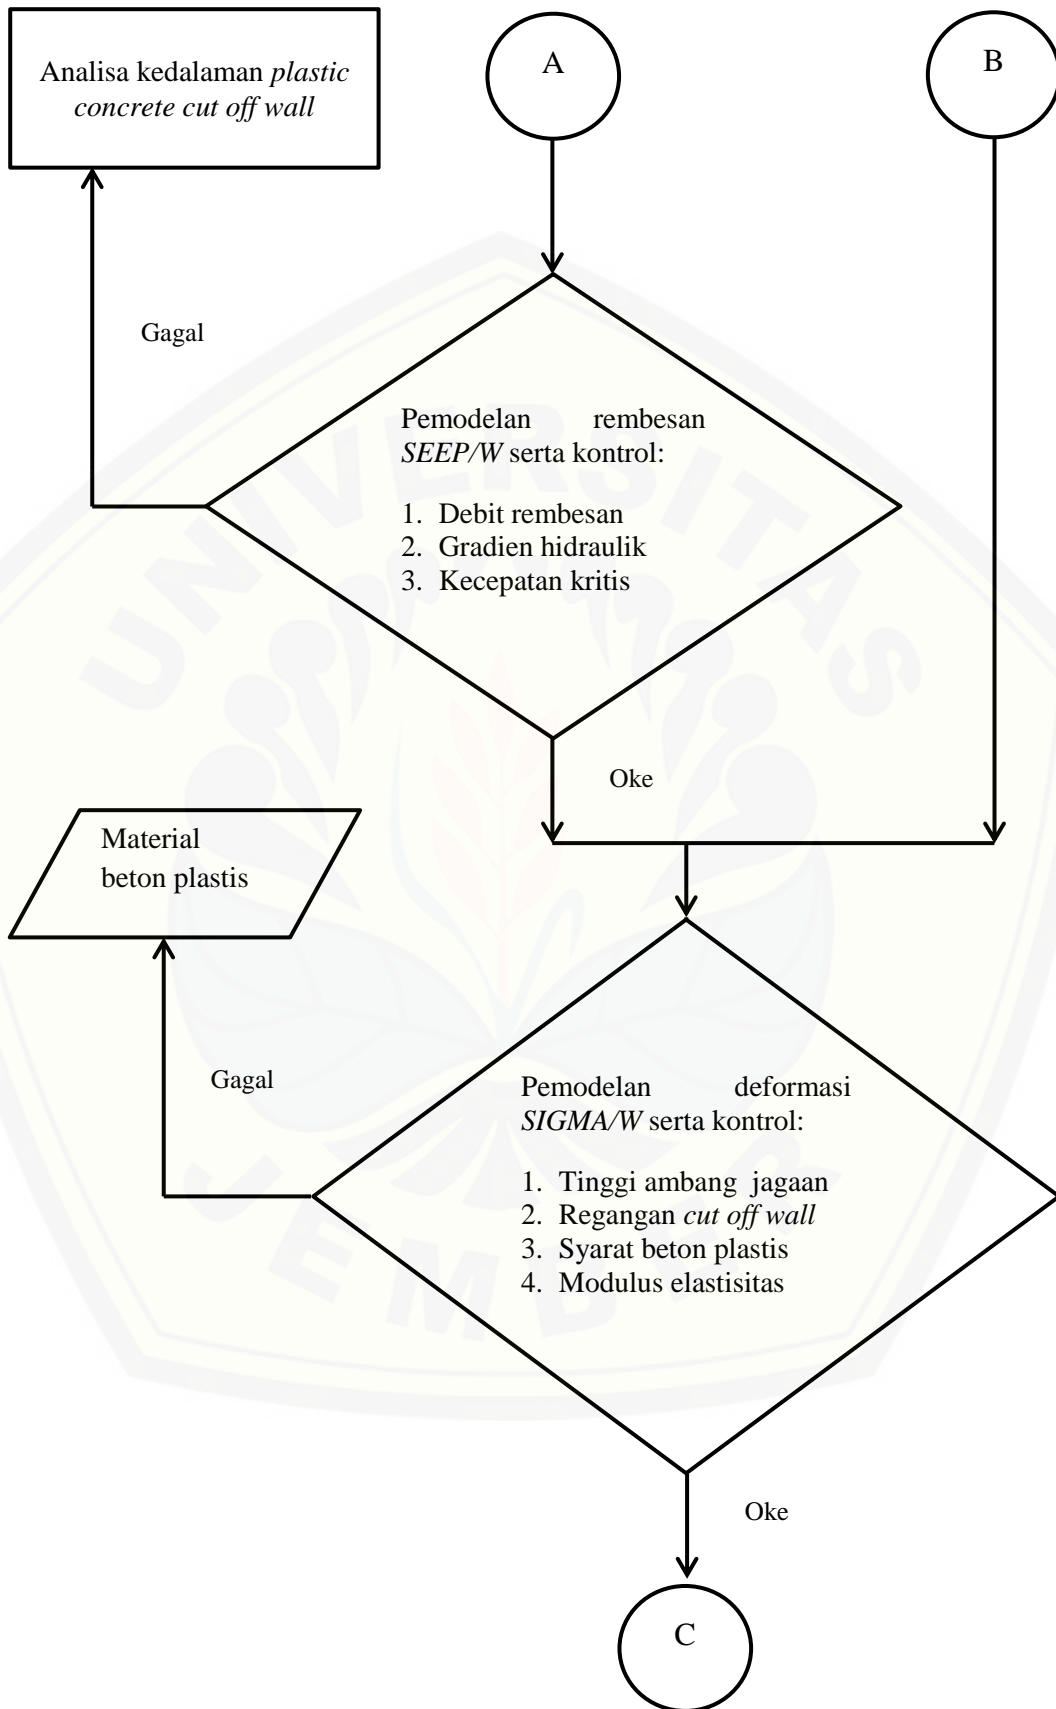 Analisa kedalaman plastic
concrete cut off wall
A
B
Gagal
Pemodelan rembesan
SEEP/W serta kontrol:
1. Debit rembesan
2. Gradien hidraulik
3. Kecepatan kritis
Oke
Material
beton plastis
Gagal
Pemodelan deformasi
SIGMA/W serta kontrol:
1. Tinggi ambang jagaan
2. Regangan cut off wall
3. Syarat beton plastis
4. Modulus elastisitas
Oke
C
UNIVERSITAS
JEMBER